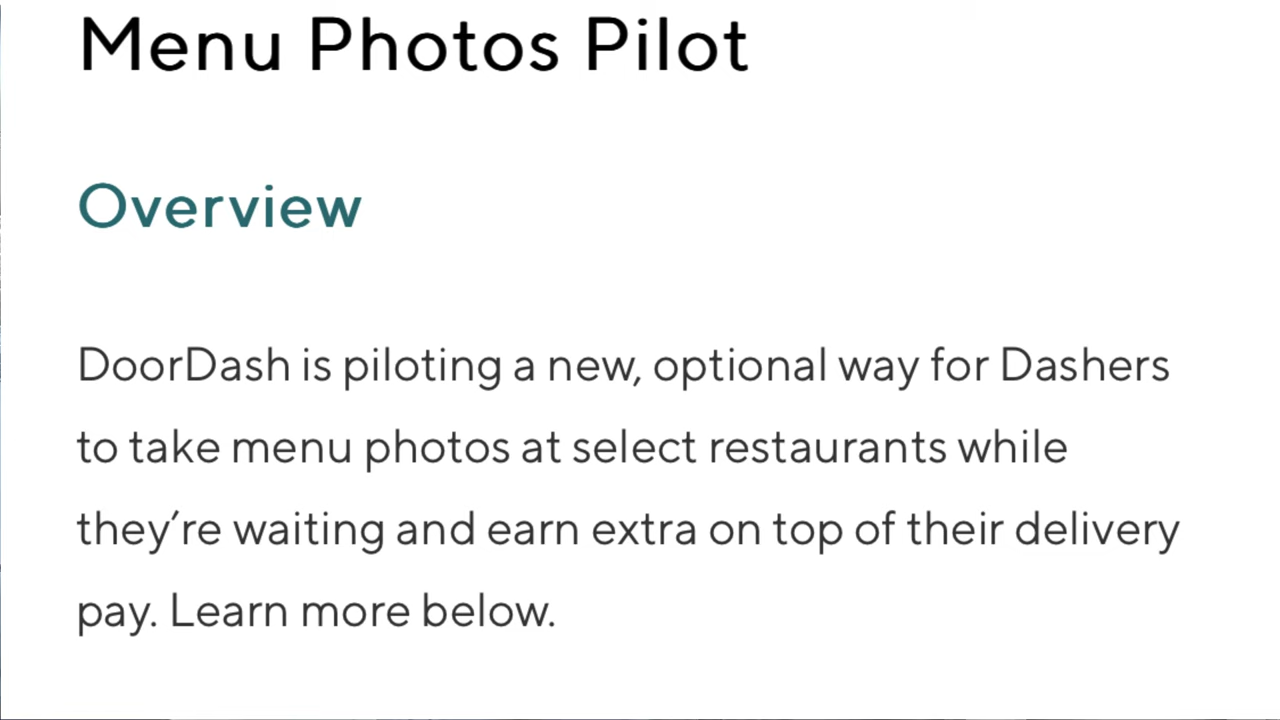 Menu Photos Pilot
Overview
DoorDash is piloting a new, optional way for Dashers
to take menu photos at select restaurants while
they’re waiting and earn extra on top of their delivery
pay. Learn more below.